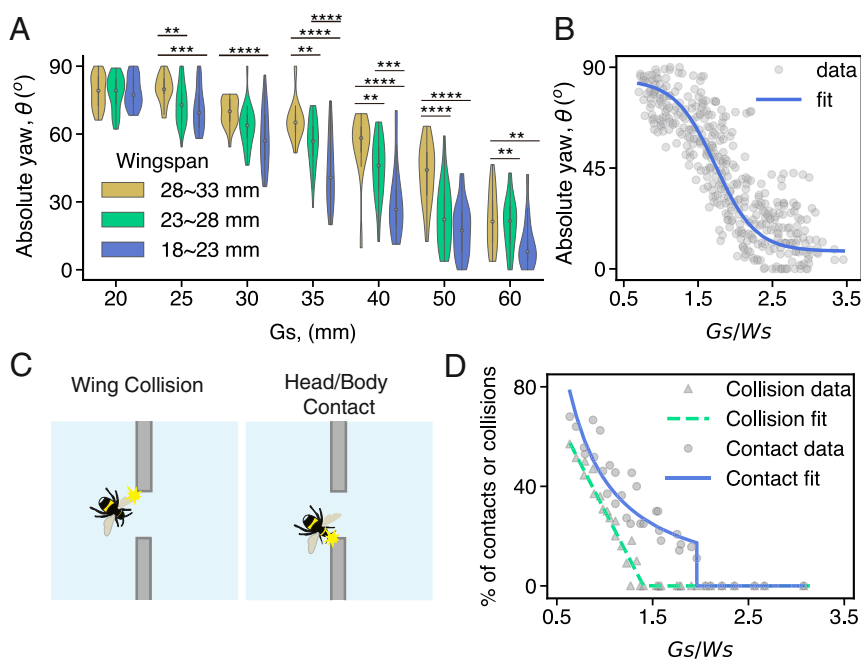 A
**
****
****
***
****
****
***
**
****
****
**
****
**
**
90
60
30
0
Absolute yaw, θ(°)
Wingspan
28~33 mm
23~28 mm
18~23 mm
20 25 30 35 40 50 60
Gs, (mm)
B
90
45
0
Absolute yaw, θ(°)
data
fit
0.5 1.5 2.5 3.5
Gs/Ws
C
Wing Collision
Head/Body
Contact
D
80
40
0
% of contacts or collisions
Collision data
Collision fit
Contact data
Contact fit
0.5 1.5 2.5 3.5
Gs/Ws